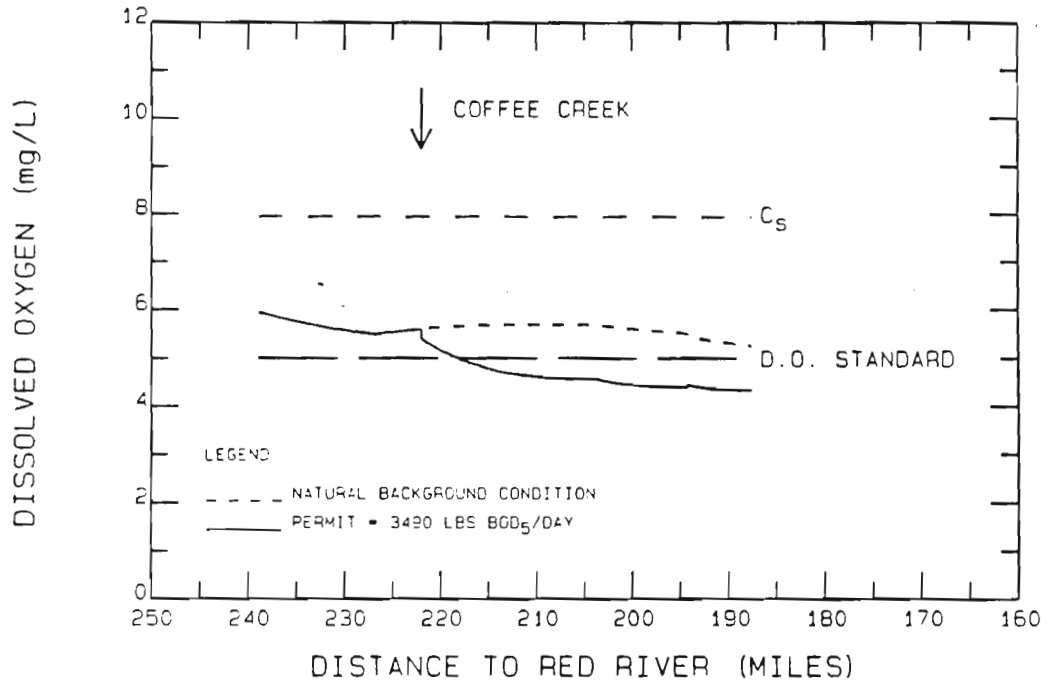 12
10
8
6
4
2
0
DISSOLVED OXYGEN (mg/L)
COFFEE CREEK
CS
D.O. STANDARD
LEGEND
NATURAL BACKGROUND CONDITION
PERMIT = 3490 LBS BOD5/DAY
250 240 230 220 210 200 190 180 170 160
DISTANCE TO RED RIVER (MILES)